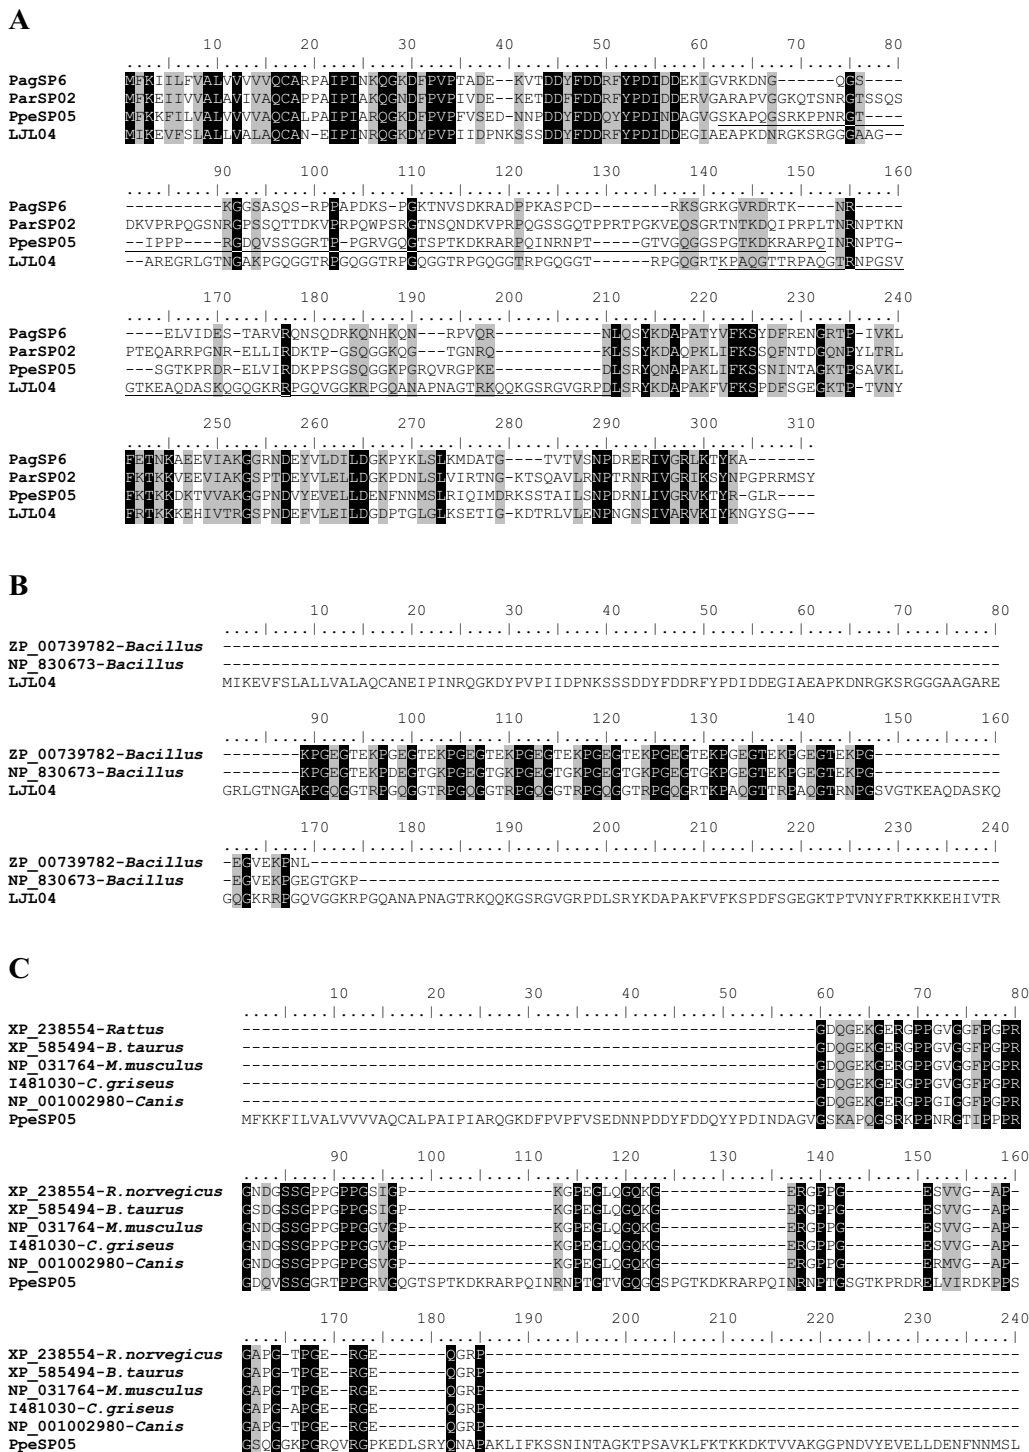 A
10 20 30 40 50 60 70 80
....|....|....|....|....|....|....|....|....|....|....|....|....|....|....|....|
PagSP6 MFKIILFVALVVVVVQCARPAIPINKQGKDFPVPTADE--KVTDDYFDDRFYPDIDDEKIGVRKDNG------QGS----
ParSP02 MFKEIIVVALAVIVAQCAPPAIPIAKQGNDFPVPIVDE--KETDDFFDDRFYPDIDDERVGARAPVGGKQTSNRGTSSQS
PpeSP05 MFKKFILVALVVVVAQCALPAIPIARQGKDFPVPFVSED-NNPDDYFDDQYYPDINDAGVGSKAPQGSRKPPNRGT----
LJL04 MIKEVFSLALLVALAQCAN-EIPINRQGKDYPVPIIDPNKSSSDDYFDDRFYPDIDDEGIAEAPKDNRGKSRGGGAAG--
90 100 110 120 130 140 150 160
PagSP6 ----------KGGSASQS-RPPAPDKS-PGKTNVSDKRADPPKASPCD---------RKSGRKGVRDRTK----NR-----
ParSP02 DKVPRPQGSNRGPSSQTTDKVPRPQWPSRGTNSQNDKVPRPQGSSGQTPPRTPGKVEQSGRTNTKDQIPRPLTNRNPTKN
PpeSP05 --IPPP----RGDQVSSGGRTP-PGRVGQGTSPTKDKRARPQINRNPT------GTVGQGGSPGTKDKRARPQINRNPTG-
LJL04 --AREGRLGTNGAKPGQGGTRPGQGGTRPGQGGTRPGQGGTRPGQGGT------RPGQGRTKPAQGTTRPAQGTRNPGSV
170 180 190 200 210 220 230 240
PagSP6 ----ELVIDES-TARVRQNSQDRKQNHKQN---RPVQR-----------NLQSYKDAPATYVFKSYDFRENGRTP-IVKL
ParSP02 PTEQARRPGNR-ELLIRDKTP-GSQGGKQG---TGNRQ-----------KLSSYKDAQPKLIFKSSQFNTDGQNPYLTRL
PpeSP05 ---SGTKPRDR-ELVIRDKPPSGSQGGKPGRQVRGPKE-----------DLSRYQNAPAKLIFKSSNINTAGKTPSAVKL
LJL04 GTKEAQDASKQGQGKRRPGQVGGKRPGQANAPNAGTRKQQKGSRGVGRPDLSRYKDAPAKFVFKSPDFSGEGKTP-TVNY
250 260 270 280 290 300 310
PagSP6 FETNKAEEVIAKGGRNDEYVLDILDGKPYKLSLKMDATG----TVTVSNPDRERIVGRLKTYKA-------
ParSP02 FKTKKVEEVIAKGSPTDEYVLELLDGKPDNLSLVIRTNG-KTSQAVLRNPTRNRIVGRIKSYNPGPRRMSY
PpeSP05 FKTKKDKTVVAKGGPNDVYEVELLDENFNNMSLRIQIMDRKSSTAILSNPDRNLIVGRVKTYR-GLR----
LJL04 FRTKKKEHIVTRGSPNDEFVLEILDGDPTGLGLKSETIG-KDTRLVLENPNGNSIVARVKIYKNGYSG---
B
10 20 30 40 50 60 70 80
ZP_00739782-Bacillus --------------------------------------------------------------------------------
NP_830673-Bacillus --------------------------------------------------------------------------------
LJL04 MIKEVFSLALLVALAQCANEIPINRQGKDYPVPIIDPNKSSSDDYFDDRFYPDIDDEGIAEAPKDNRGKSRGGGAAGARE
90 100 110 120 130 140 150 160
ZP_00739782-Bacillus --------KPGEGTEKPGEGTEKPGEGTEKPGEGTEKPGEGTEKPGEGTEKPGEGTEKPG-------------
NP_830673-Bacillus --------KPGEGTEKPDEGTGKPGEGTGKPGEGTGKPGEGTGKPGEGTGKPGEGTEKPGEGTEKPG-------------
LJL04 GRLGTNGAKPGQGGTRPGQGGTRPGQGGTRPGQGGTRPGQGGTRPGQGRTKPAQGTTRPAQGTRNPGSVGTKEAQDASKQ
170 180 190 200 210 220 230 240
ZP_00739782-Bacillus -EGVEKPNL-----------------------------------------------------------------------
NP_830673-Bacillus -EGVEKPGEGTGKP------------------------------------------------------------------
LJL04 GQGKRRPGQVGGKRPGQANAPNAGTRKQQKGSRGVGRPDLSRYKDAPAKFVFKSPDFSGEGKTPTVNYFRTKKKEHIVTR
C
10 20 30 40 50 60 70 80
XP_238554-Rattus -----------------------------------------------------------GDQGEKGERGPPGVGGFPGPR
XP_585494-B.taurus -----------------------------------------------------------GDQGEKGERGPPGVGGFPGPR
NP_031764-M.musculus -----------------------------------------------------------GDQGEKGERGPPGVGGFPGPR
I481030-C.griseus -----------------------------------------------------------GDQGEKGERGPPGVGGFPGPR
NP_001002980-Canis -----------------------------------------------------------GDQGEKGERGPPGIGGFPGPR
PpeSP05 MFKKFILVALVVVVAQCALPAIPIARQGKDFPVPFVSEDNNPDDYFDDQYYPDINDAGVGSKAPQGSRKPPNRGTIPPPR
90 100 110 120 130 140 150 160
XP_238554-R.norvegicus GNDGSSGPPGPPGSIGP---------------KGPEGLQGQKG-------------ERGPPG--------ESVVG--AP-
XP_585494-B.taurus GSDGSSGPPGPPGSIGP---------------KGPEGLQGQKG-------------ERGPPG--------ESVVG--AP-
NP_031764-M.musculus GNDGSSGPPGPPGGVGP---------------KGPEGLQGQKG-------------ERGPPG--------ESVVG--AP-
I481030-C.griseus GNDGSSGPPGPPGGVGP---------------KGPEGLQGQKG-------------ERGPPG--------ESVVG--AP-
NP_001002980-Canis GNDGSSGPPGPPGSIGP---------------KGPEGLQGQKG-------------ERGPPG--------ERMVG--AP-
PpeSP05 GDQVSSGGRTPPGRVGQGTSPTKDKRARPQINRNPTGTVGQGGSPGTKDKRARPQINRNPTGSGTKPRDRELVIRDKPPS
170 180 190 200 210 220 230 240
XP_238554-R.norvegicus GAPG-TPGE--RGE-------QGRP-------------------------------------------------------
XP_585494-B.taurus GAPG-TPGE--RGE-------QGRP-------------------------------------------------------
NP_031764-M.musculus GAPG-TPGE--RGE-------QGRP-------------------------------------------------------
I481030-C.griseus GAPG-APGE--RGE-------QGRP-------------------------------------------------------
NP_001002980-Canis GAPG-TPGE--RGE-------QGRP-------------------------------------------------------
PpeSP05 GSQGGKPGRQVRGPKEDLSRYQNAPAKLIFKSSNINTAGKTPSAVKLFKTKKDKTVVAKGGPNDVYEVELLDENFNNMSL